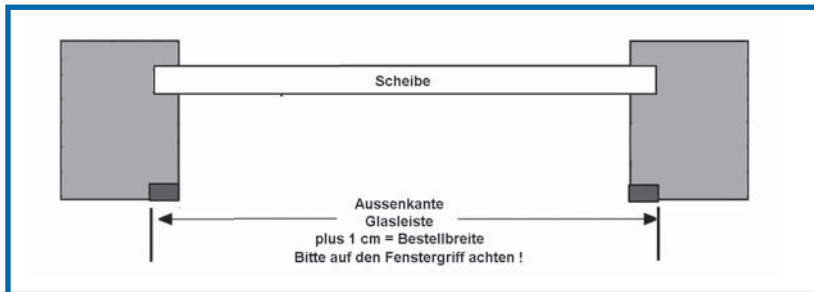 Scheibe
Aussenkante
Glasleiste
plus 1 cm = Bestellbreite
Bitte auf den Fenstergriff achten !